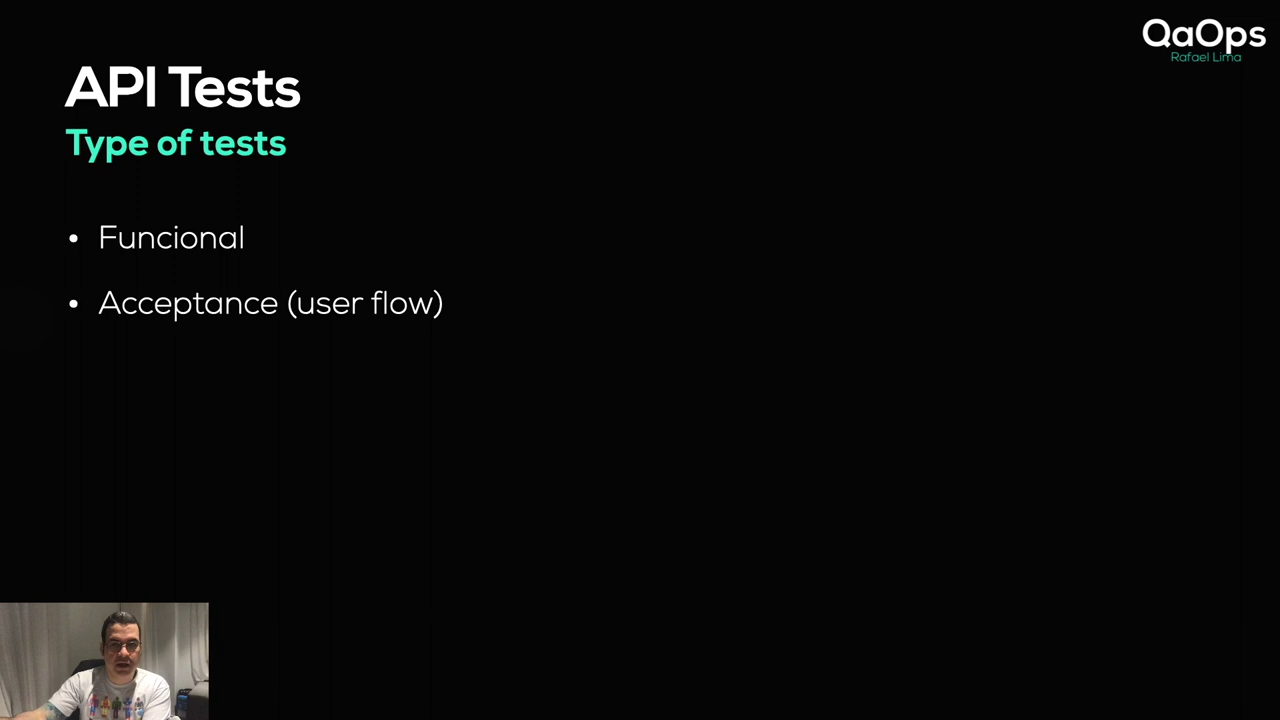 QaOps
Rafael Lima
API Tests
Type of tests
• Funcional
• Acceptance (user flow)